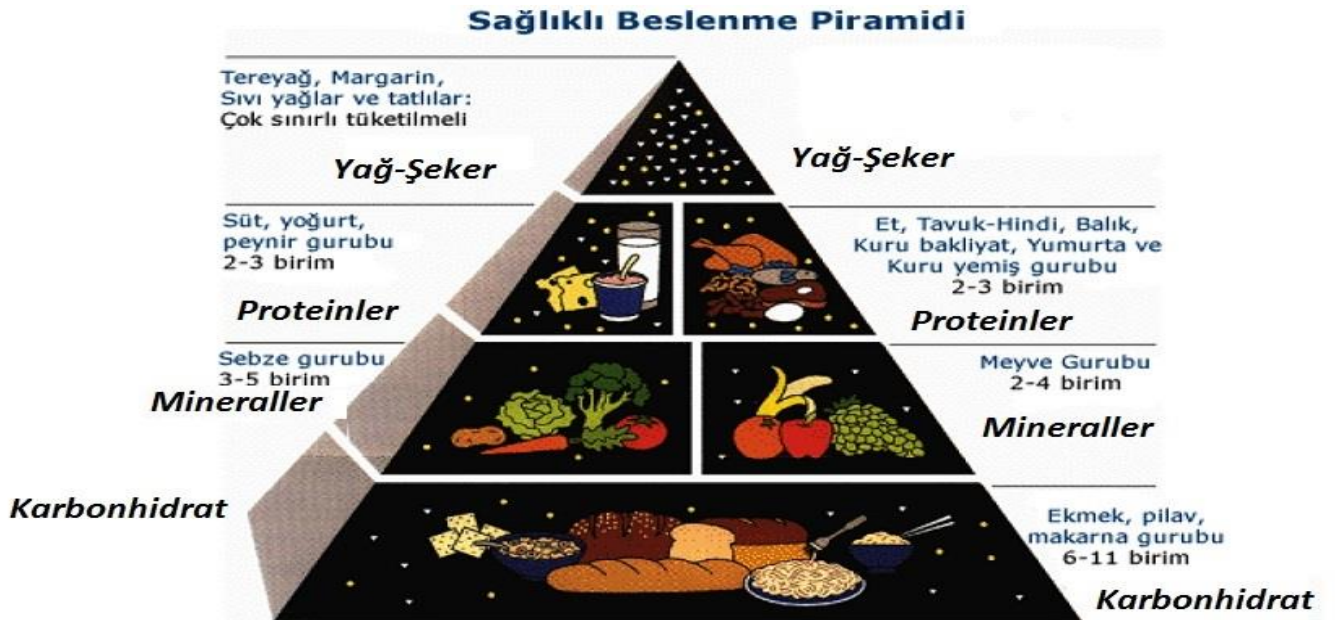 Sağlıklı Beslenme Piramidi
Tereyağ, Margarin,
Sıvı yağlar ve tatlılar:
Çok sınırlı tüketilmeli
Yağ-Şeker
Yağ-Şeker
Süt, yoğurt,
peynir gurubu
2-3 birim
Proteinler
Et, Tavuk-Hindi, Balık,
Kuru bakliyat, Yumurta ve
Kuru yemiş gurubu
2-3 birim
Proteinler
Sebze gurubu
3-5 birim
Mineraller
Meyve Gurubu
2-4 birim
Mineraller
Karbonhidrat
Ekmek, pilav,
makarna gurubu
6-11 birim
Karbonhidrat